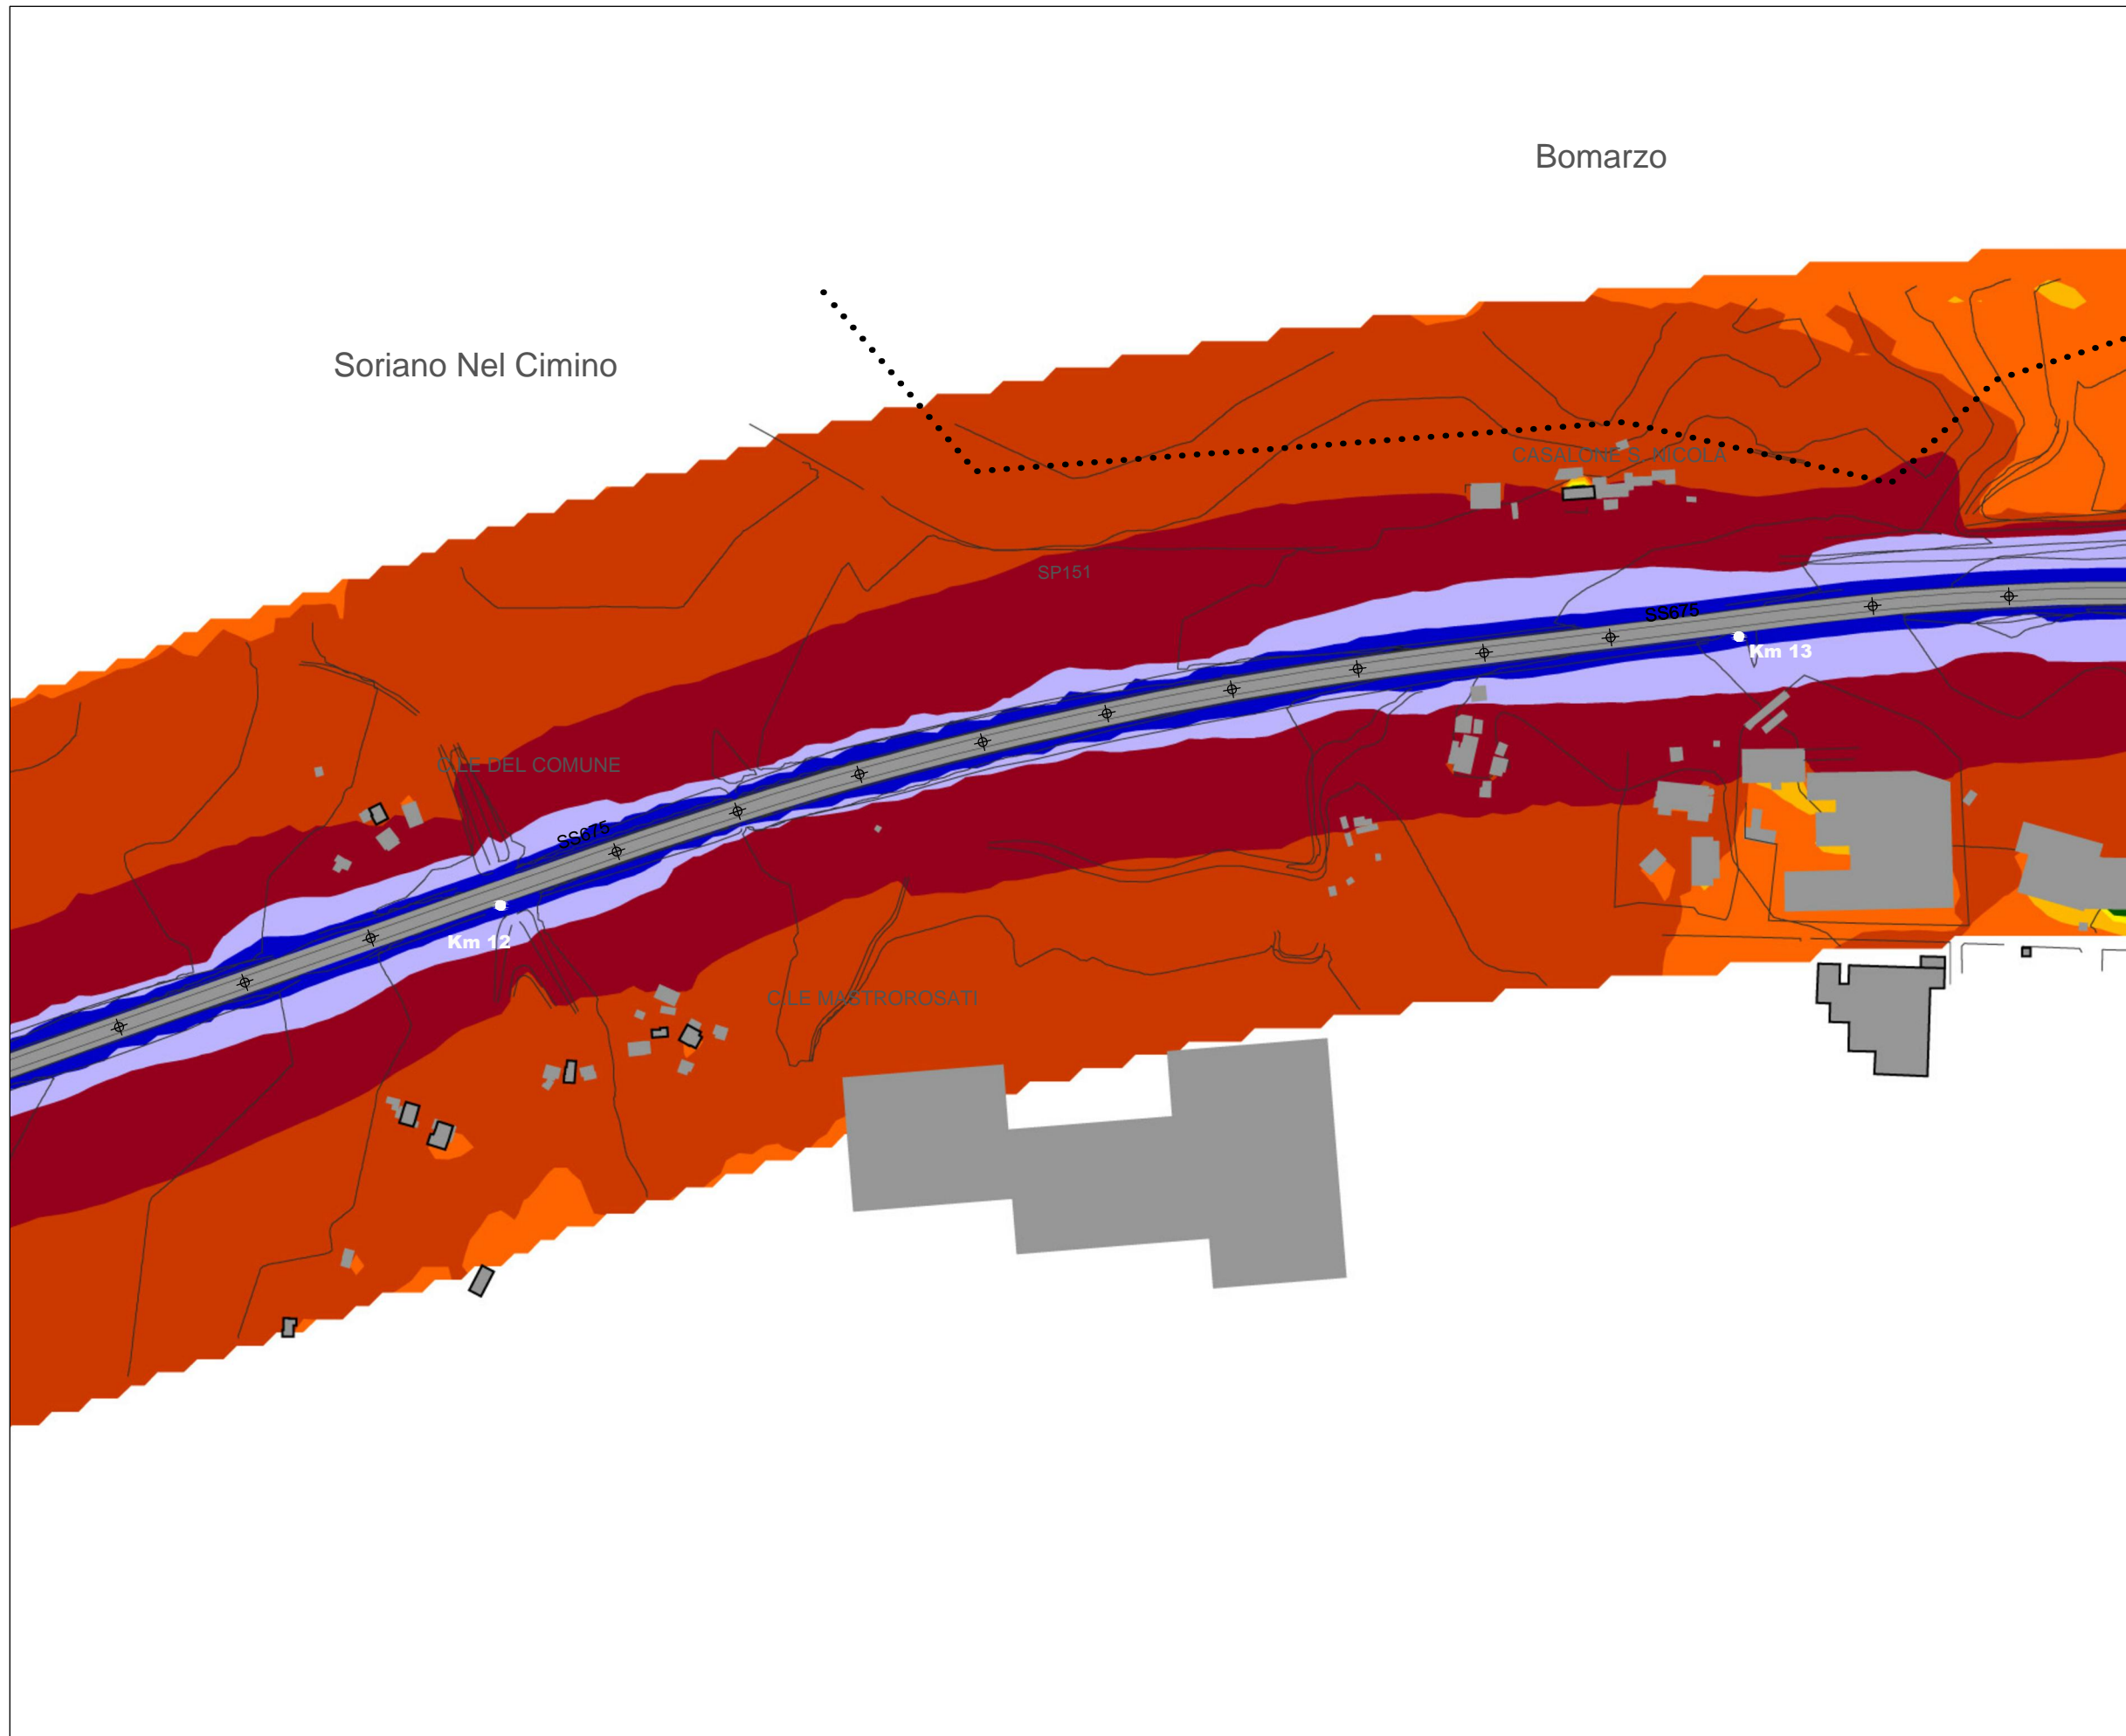 Bomarzo
Soriano Nel Cimino
CASALONE S. NICOLA
SP151
SS675
Km 13
C.LE DEL COMUNE
SS675
Km 12
C.LE MASTROROSATI